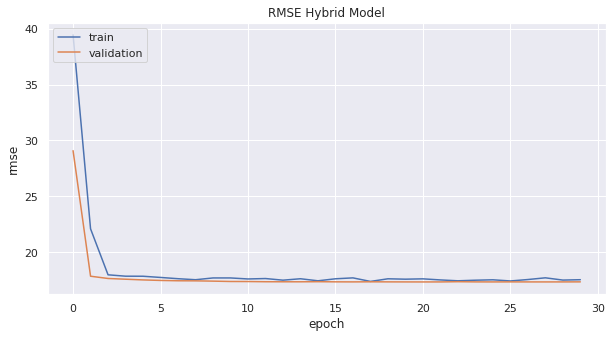 RMSE Hybrid Model
train
validation
rmse
40
35
30
25
20
0 5 10 15 20 25 30
epoch